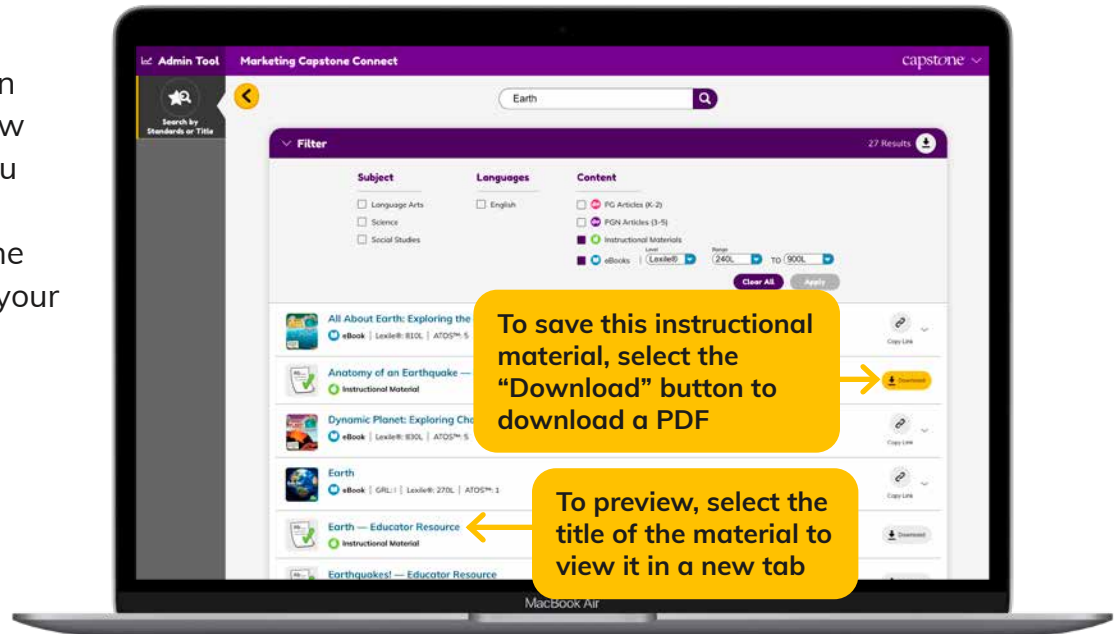 n
w
u
ne
your
Admin Tool
Marketing Capstone Connect
capstone
Search by
Standards or Title
Earth
Filter
27 Results
Subject
Languages
Content
Language Arts
English
PG Articles (K-2)
Science
PGN Articles (3-5)
Social Studies
Instructional Materials
Level
Range
eBooks | Lexile® 240L TO 900L
Clear All
Apply
All About Earth: Exploring the
eBook | Lexile®: 810L | ATOS™: 5
Copy Link
Anatomy of an Earthquake —
Instructional Material
Download
Dynamic Planet: Exploring Cha
eBook | Lexile®: 830L | ATOS™: 5
Copy Link
Earth
eBook | GRL: I | Lexile®: 270L | ATOS™: 1
Copy Link
Earth — Educator Resource
Instructional Material
Download
Earthquakes! — Educator Resource
To save this instructional
material, select the
“Download” button to
download a PDF
To preview, select the
title of the material to
view it in a new tab
MacBook Air